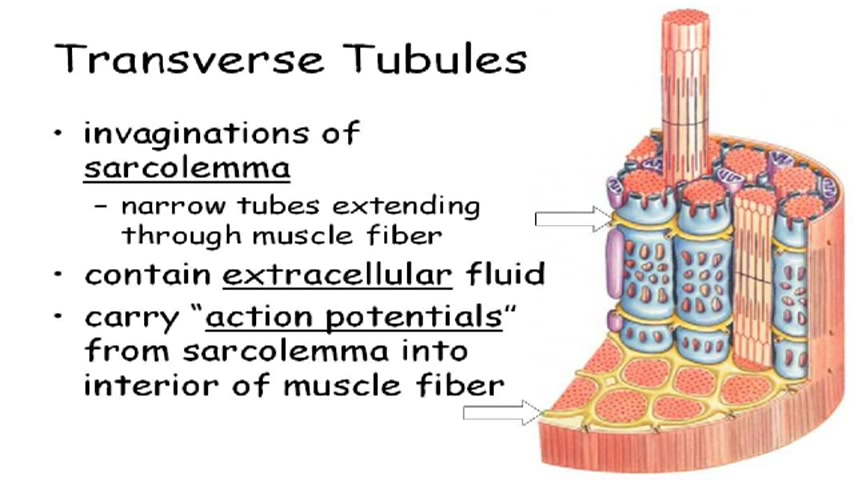 Transverse Tubules
• invaginations of
sarcolemma
– narrow tubes extending
through muscle fiber
• contain extracellular fluid
• carry “action potentials”
from sarcolemma into
interior of muscle fiber